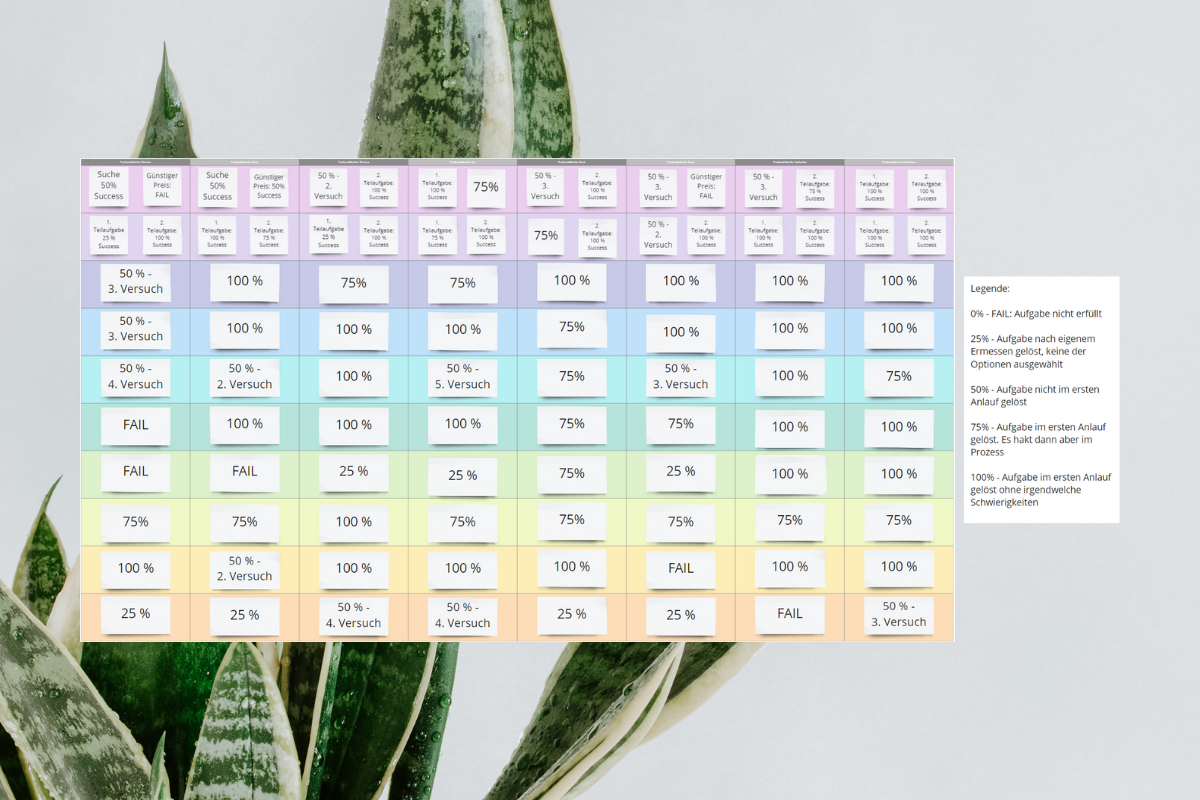 Suche
50%
Success
Günstiger
Preis:
FAIL
Suche
50%
Success
Günstiger
Preis: 50%
Success
50 % -
2.
Versuch
2.
Teilaufgabe:
100 %
Success
1.
Teilaufgabe:
100 %
Success
75%
50 % -
3.
Versuch
2.
Teilaufgabe:
100 %
Success
50 % -
3.
Versuch
Günstiger
Preis:
FAIL
50 % -
3.
Versuch
2.
Teilaufgabe:
75 %
Success
1.
Teilaufgabe:
100 %
Success
2.
Teilaufgabe:
100 %
Success
1.
Teilaufgabe
25 %
Success
2.
Teilaufgabe:
100 %
Success
1.
Teilaufgabe:
100 %
Success
2.
Teilaufgabe:
75 %
Success
1.
Teilaufgabe
25 %
Success
2.
Teilaufgabe:
100 %
Success
1.
Teilaufgabe:
75 %
Success
2.
Teilaufgabe:
100 %
Success
75%
2.
Teilaufgabe:
100 %
Success
50 % -
2.
Versuch
2.
Teilaufgabe:
100 %
Success
1.
Teilaufgabe:
100 %
Success
2.
Teilaufgabe:
100 %
Success
1.
Teilaufgabe:
100 %
Success
2.
Teilaufgabe:
100 %
Success
50 % -
3. Versuch
100 %
75%
75%
100 %
100 %
100 %
100 %
50 % -
3. Versuch
100 %
100 %
100 %
75%
100 %
100 %
100 %
50 % -
4. Versuch
50 % -
2. Versuch
100 %
50 % -
5. Versuch
75%
50 % -
3. Versuch
100 %
75%
FAIL
100 %
100 %
100 %
75%
75%
100 %
100 %
FAIL
FAIL
25 %
25 %
75%
25 %
100 %
100 %
75%
75%
100 %
75%
75%
75%
75%
75%
100 %
50 % -
2. Versuch
100 %
100 %
100 %
FAIL
100 %
100 %
25 %
25 %
50 % -
4. Versuch
50 % -
4. Versuch
25 %
25 %
FAIL
50 % -
3. Versuch
Legende:
0% - FAIL: Aufgabe nicht erfüllt
25% - Aufgabe nach eigenem
Ermessen gelöst, keine der
Optionen ausgewählt
50% - Aufgabe nicht im ersten
Anlauf gelöst
75% - Aufgabe im ersten Anlauf
gelöst. Es hakt dann aber im
Prozess
100% - Aufgabe im ersten Anlauf
gelöst ohne irgendwelche
Schwierigkeiten